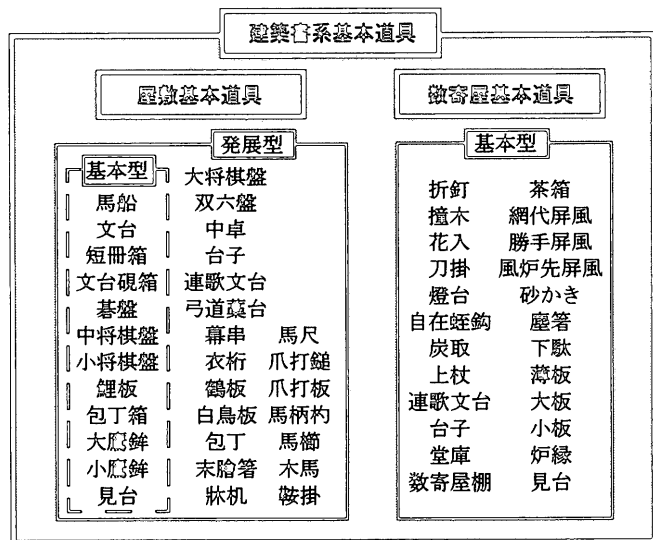 建築書系基本道具
屋敷基本道具
基本型
馬船
文台
短冊箱
文台硯箱
碁盤
中将棋盤
小将棋盤
鯉板
包丁箱
大鷹鉾
小鷹鉾
見台
発展型
大将棋盤
双六盤
中卓
台子
連歌文台
弓道蟇台
幕串 馬尺
衣桁 爪打鎚
鶴板 爪打板
白鳥板 馬柄杓
包丁 馬櫛
末膾箸 木馬
牀机 鞍掛
数寄屋基本道具
基本型
折釘 茶箱
撞木 網代屏風
花入 勝手屏風
刀掛 風炉先屏風
燈台 砂かき
自在蛭鈎 塵箸
炭取 下駄
上杖 薄板
連歌文台 大板
台子 小板
堂庫 炉縁
数寄屋棚 見台